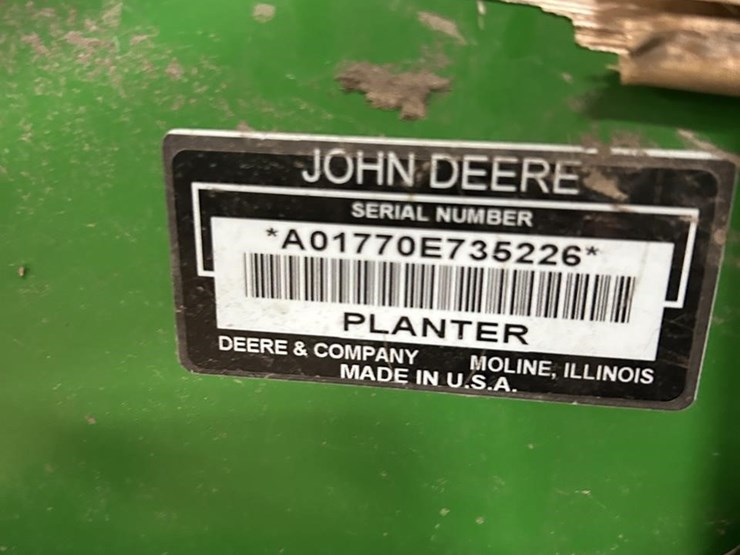 JOHN DEERE
SERIAL NUMBER
*A01770E735226*
PLANTER
DEERE & COMPANY MOLINE, ILLINOIS
MADE IN U.S.A.